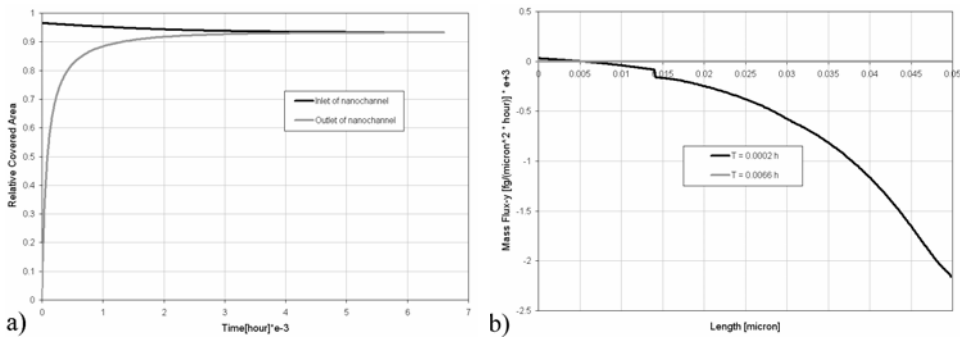 1
0.9
0.8
0.7
0.6
0.5
0.4
0.3
0.2
0.1
0
Relative Covered Area
Inlet of nanochannel
Outlet of nanochannel
0 1 2 3 4 5 6 7
Time[hour]*e-3
a)
0.5
0
-0.5
-1
-1.5
-2
-2.5
Mass Flux-y [fg/(micron^2 * hour)] * e+3
0 0.005 0.01 0.015 0.02 0.025 0.03 0.035 0.04 0.045 0.05
T = 0.0002 h
T = 0.0066 h
Length [micron]
b)